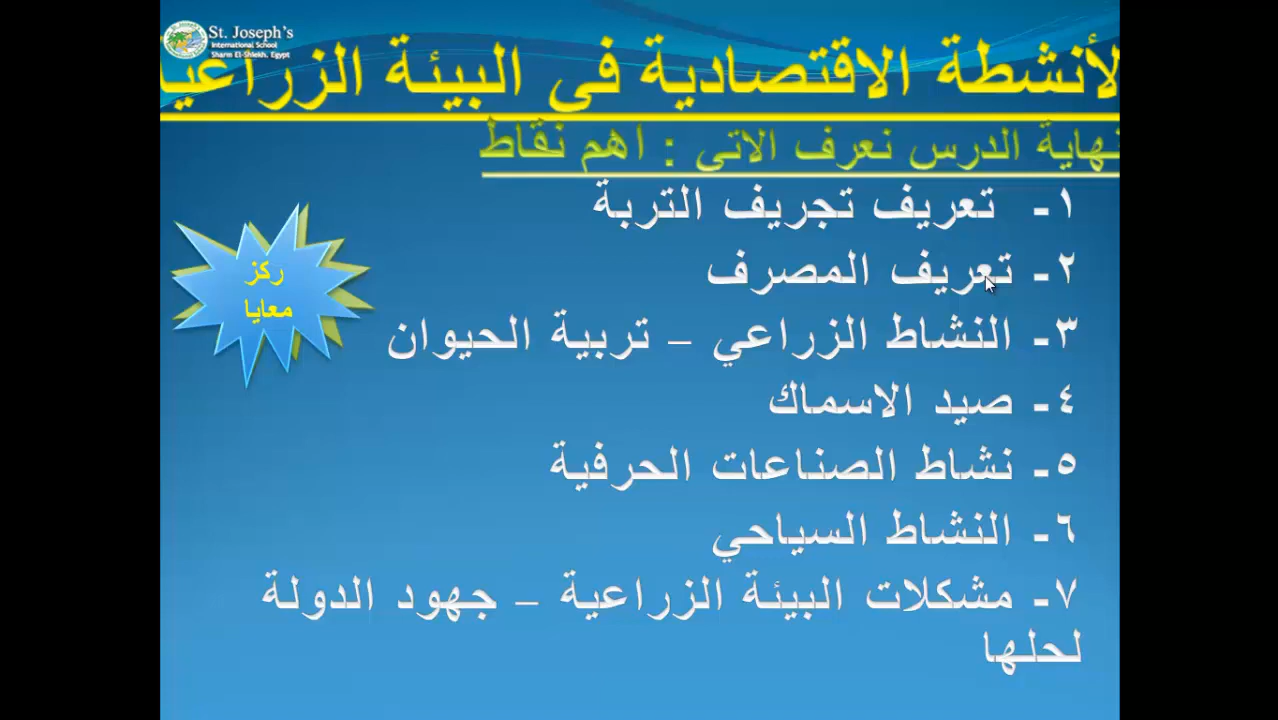 St. Joseph's
International School
Sharm El-Shiekh, Egypt
لأنشطة الاقتصادية فى البيئة الزراعية
نهاية الدرس نعرف الاتى : اهم نقاط
١- تعريف تجريف التربة
٢- تعريف المصرف
٣- النشاط الزراعي – تربية الحيوان
٤- صيد الاسماك
٥- نشاط الصناعات الحرفية
٦- النشاط السياحي
٧- مشكلات البيئة الزراعية – جهود الدولة
لحلها
ركز
معايا